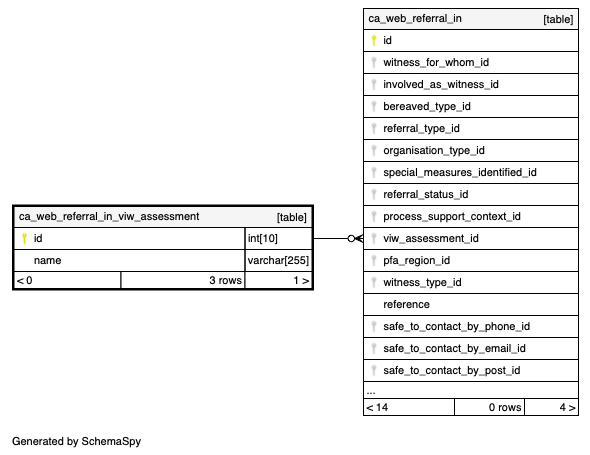 ca_web_referral_in [table]
id
witness_for_whom_id
involved_as_witness_id
bereaved_type_id
referral_type_id
organisation_type_id
special_measures_identified_id
referral_status_id
process_support_context_id
viw_assessment_id
pfa_region_id
witness_type_id
reference
safe_to_contact_by_phone_id
safe_to_contact_by_email_id
safe_to_contact_by_post_id
...
< 14 0 rows 4 >
ca_web_referral_in_viw_assessment [table]
id int[10]
name varchar[255]
< 0 3 rows 1 >
Generated by SchemaSpy